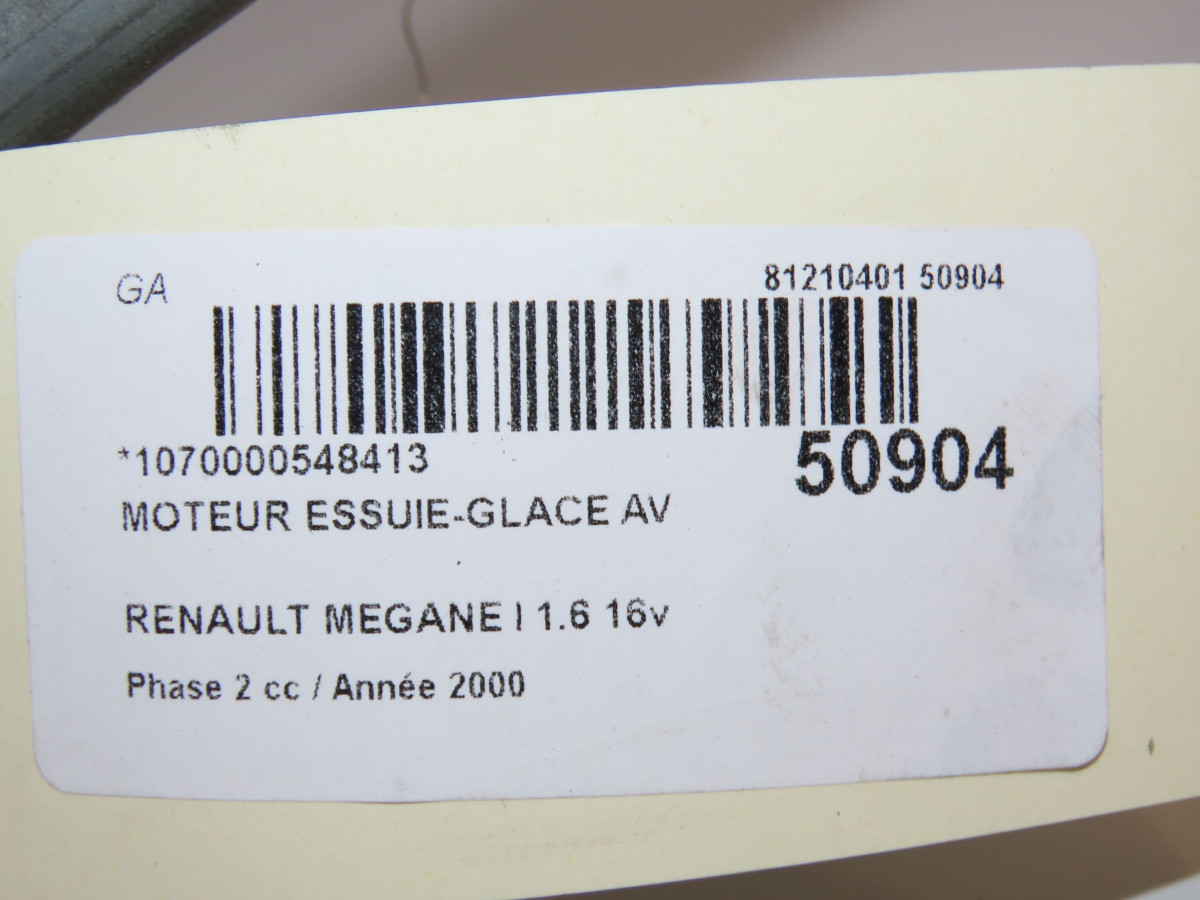 GA
81210401 50904
*1070000548413
50904
MOTEUR ESSUIE-GLACE AV
RENAULT MEGANE I 1.6 16v
Phase 2 cc / Année 2000